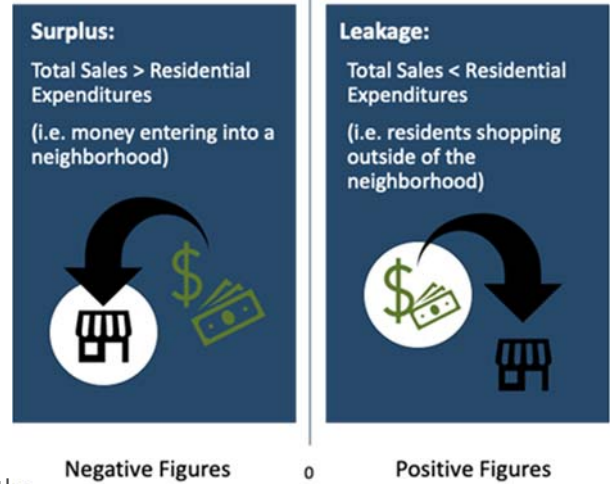 Surplus:
Total Sales > Residential
Expenditures
(i.e. money entering into a
neighborhood)
Leakage:
Total Sales < Residential
Expenditures
(i.e. residents shopping
outside of the
neighborhood)
$
$
Negative Figures
0
Positive Figures